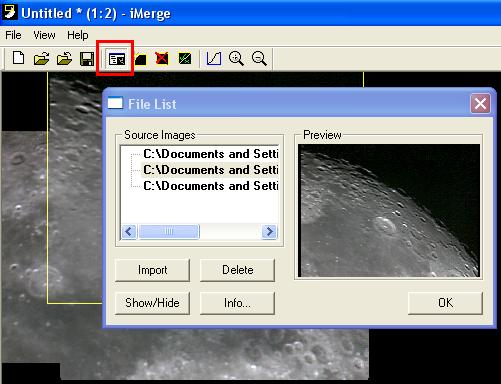 Untitled * (1:2) - iMerge
File View Help
File List
Source Images
C:\Documents and Setti
C:\Documents and Setti
C:\Documents and Setti
Preview
Import
Delete
Show/Hide
Info...
OK